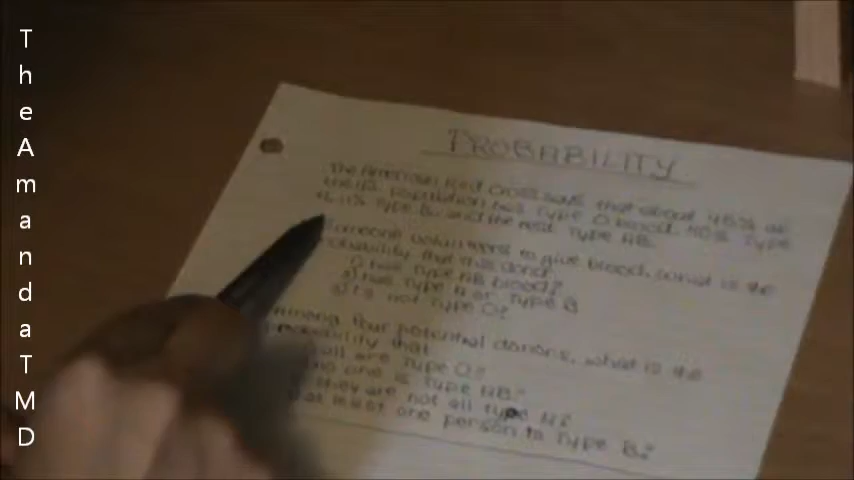 TheAmandaTMD
PROBABILITY
The American Red Cross says that about 45% of
the U.S. population has Type O blood, 40% Type
A, 11% Type B, and the rest Type AB.
Someone volunteers to give blood. What is the
probability that this donor
1) has Type AB blood?
2) has Type A or Type B
3) is not Type O?
Among four potential donors, what is the
probability that
all are Type O?
no one is Type AB?
they are not all type A?
at least one person is Type B?